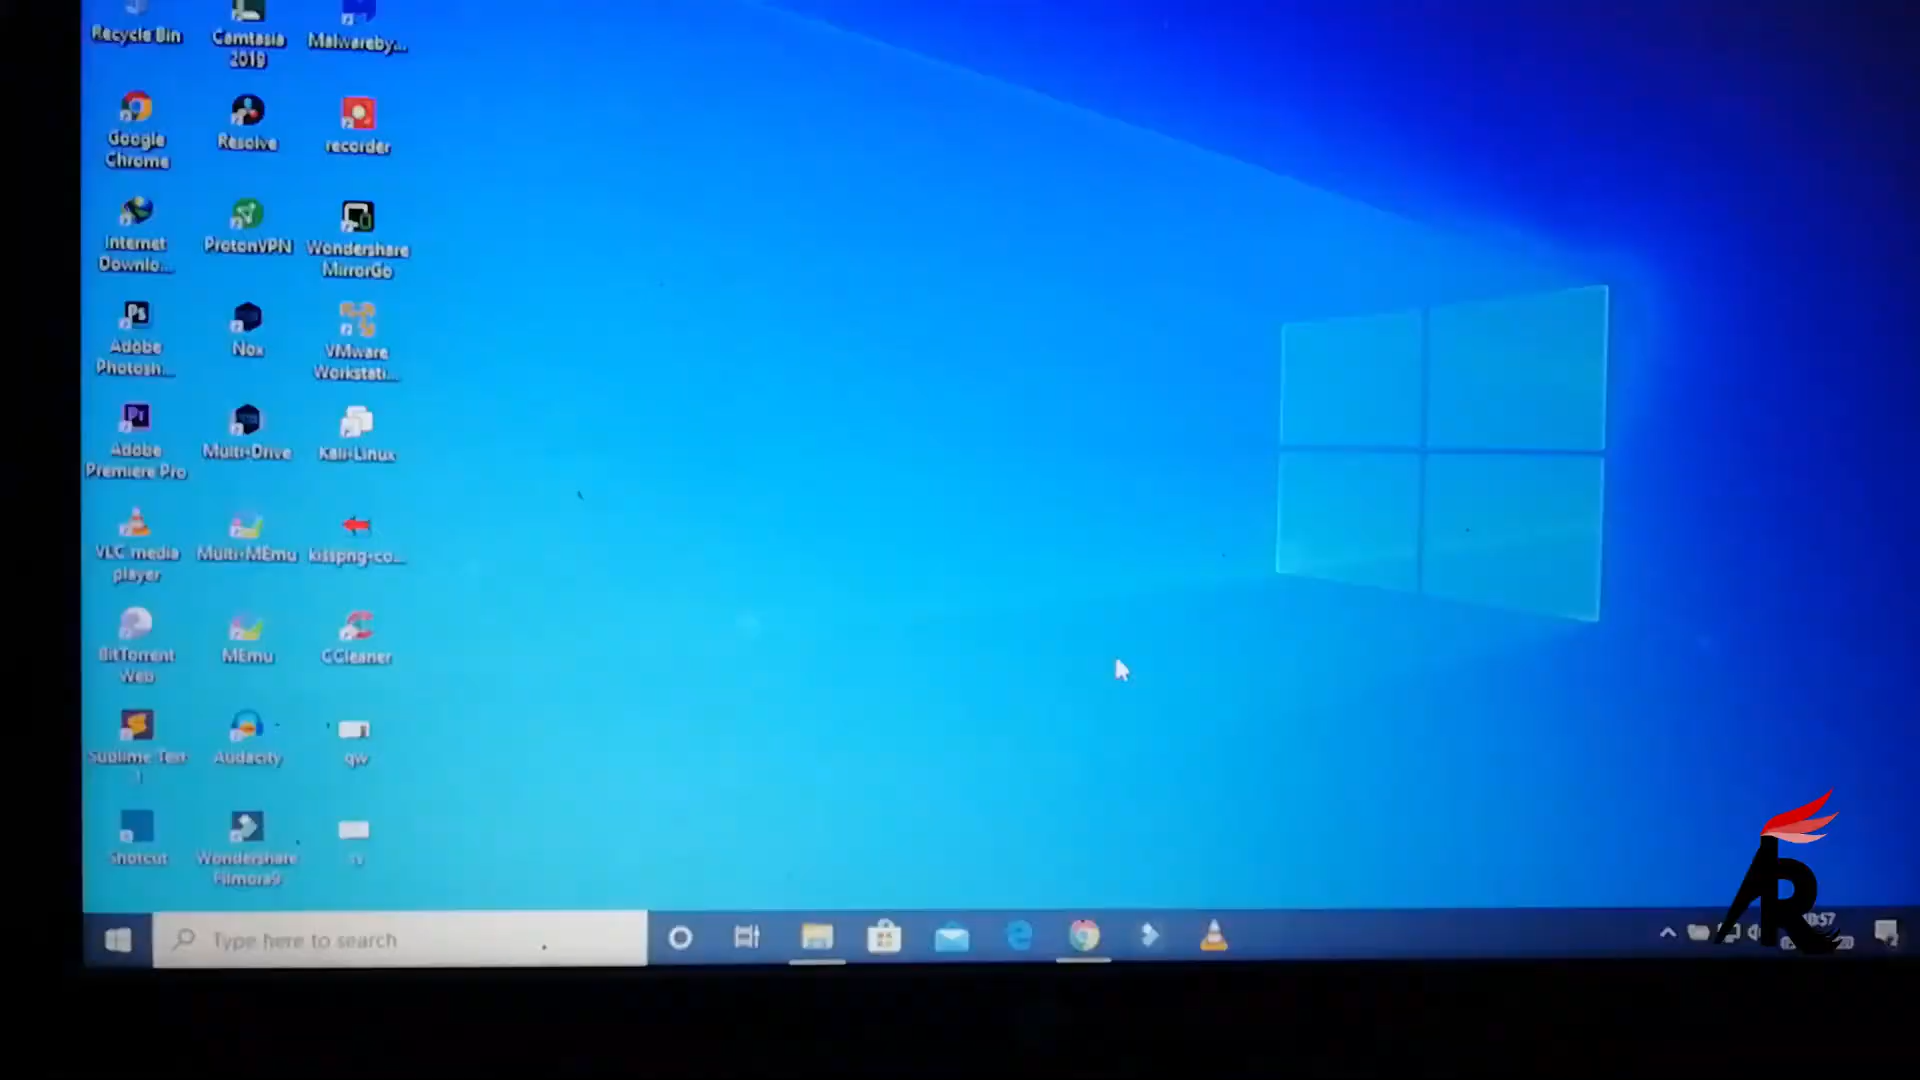 Recycle Bin
Camtasia
2019
Malwareby...
Google
Chrome
Resolve
recorder
Internet
Downlo...
ProtonVPN
Wondershare
MirrorGo
Adobe
Photosh...
Nox
VMware
Workstati...
Adobe
Premiere Pro
Multi-Drive
Kali-Linux
VLC media
player
Multi-MEmu
kisspng-co...
BitTorrent
Web
MEmu
CCleaner
Sublime Text
Audacity
qw
Shotcut
Wondershare
Filmora9
Type here to search
AR